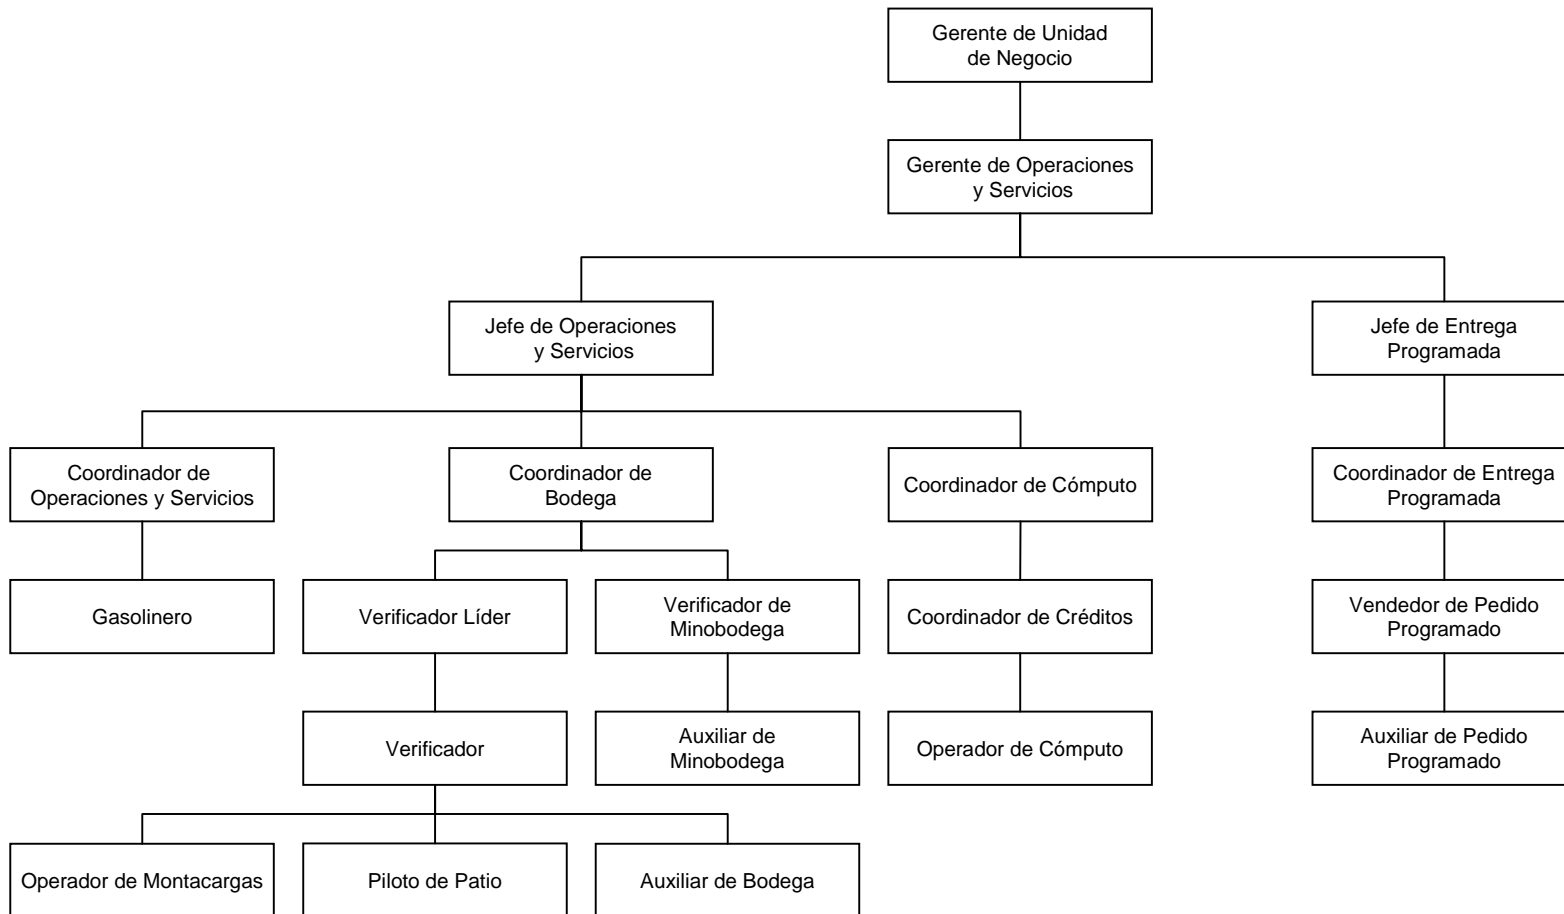 Gerente de Unidad
de Negocio
Gerente de Operaciones
y Servicios
Jefe de Operaciones
y Servicios
Jefe de Entrega
Programada
Coordinador de
Operaciones y Servicios
Coordinador de
Bodega
Coordinador de Cómputo
Coordinador de Entrega
Programada
Gasolinero
Verificador Líder
Verificador de
Minobodega
Coordinador de Créditos
Vendedor de Pedido
Programado
Verificador
Auxiliar de
Minobodega
Operador de Cómputo
Auxiliar de Pedido
Programado
Operador de Montacargas
Piloto de Patio
Auxiliar de Bodega